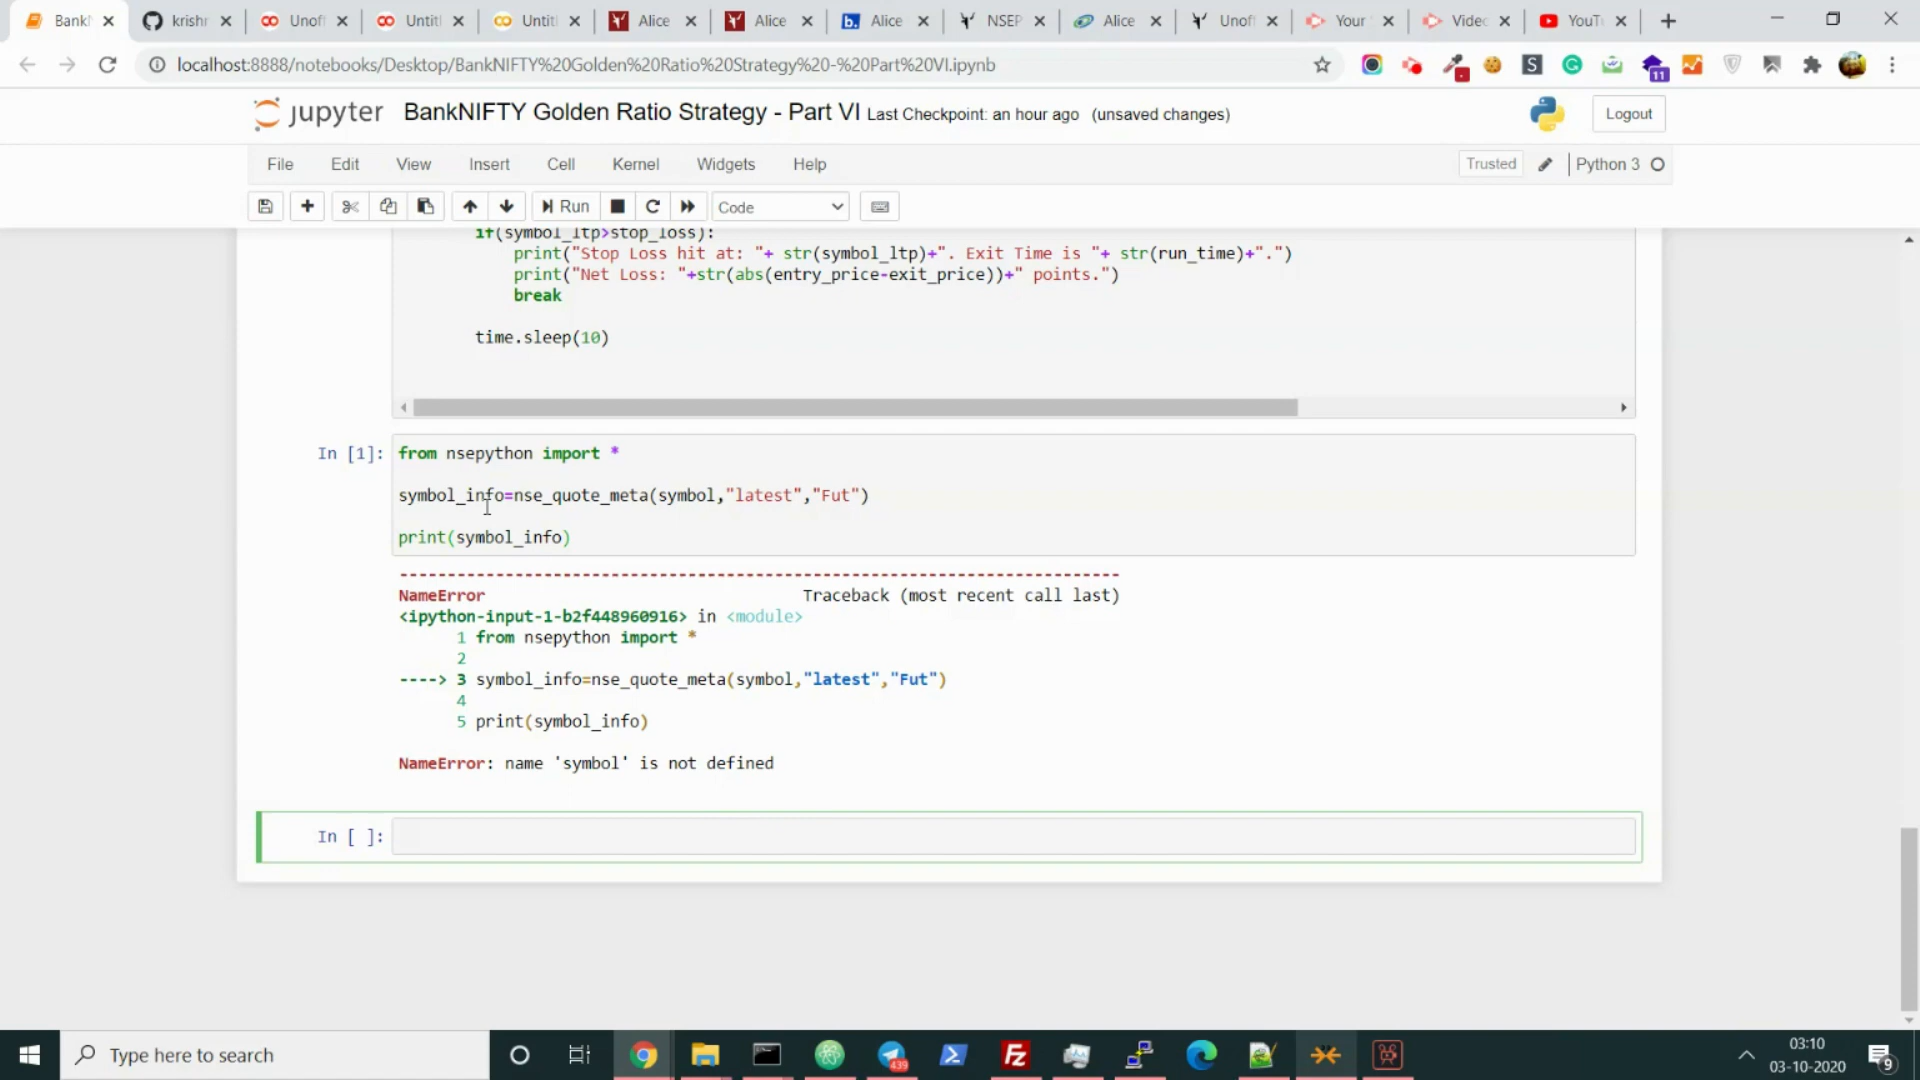 BankN
krishn
Unoff
Untitl
Untitl
Alice
Alice
b. Alice
NSEP
Alice
Unoff
Your
Videc
YouTu
localhost:8888/notebooks/Desktop/BankNIFTY%20Golden%20Ratio%20Strategy%20-%20Part%20VI.ipynb
S
11
jupyter BankNIFTY Golden Ratio Strategy - Part VI Last Checkpoint: an hour ago (unsaved changes) Logout
File Edit View Insert Cell Kernel Widgets Help Trusted Python 3
Run Code
if(symbol_ltp>stop_loss):
print("Stop Loss hit at: "+ str(symbol_ltp)+". Exit Time is "+ str(run_time)+".")
print("Net Loss: "+str(abs(entry_price-exit_price))+" points.")
break
time.sleep(10)
In [1]: from nsepython import *
symbol_info=nse_quote_meta(symbol,"latest","Fut")
print(symbol_info)
---------------------------------------------------------------------------
NameError Traceback (most recent call last)
<ipython-input-1-b2f448960916> in <module>
1 from nsepython import *
2
----> 3 symbol_info=nse_quote_meta(symbol,"latest","Fut")
4
5 print(symbol_info)
NameError: name 'symbol' is not defined
In [ ]:
Type here to search
439
Fz
03:10
03-10-2020
9